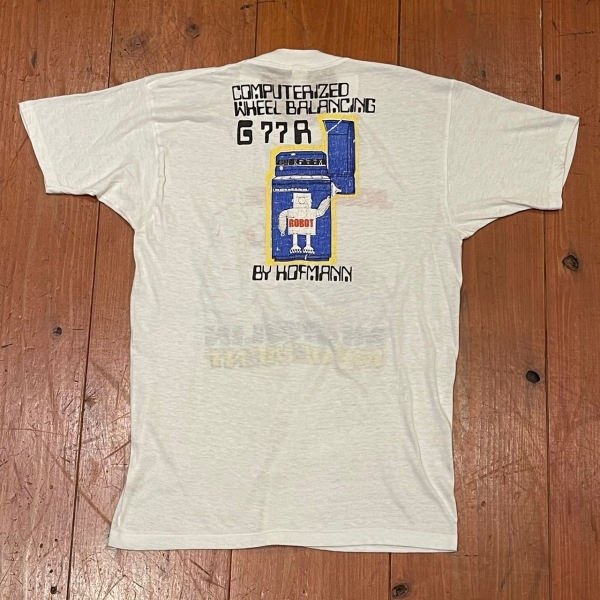 COMPUTERIZED
WHEEL BALANCING
G 77 R
ROBOT
BY HOFMANN